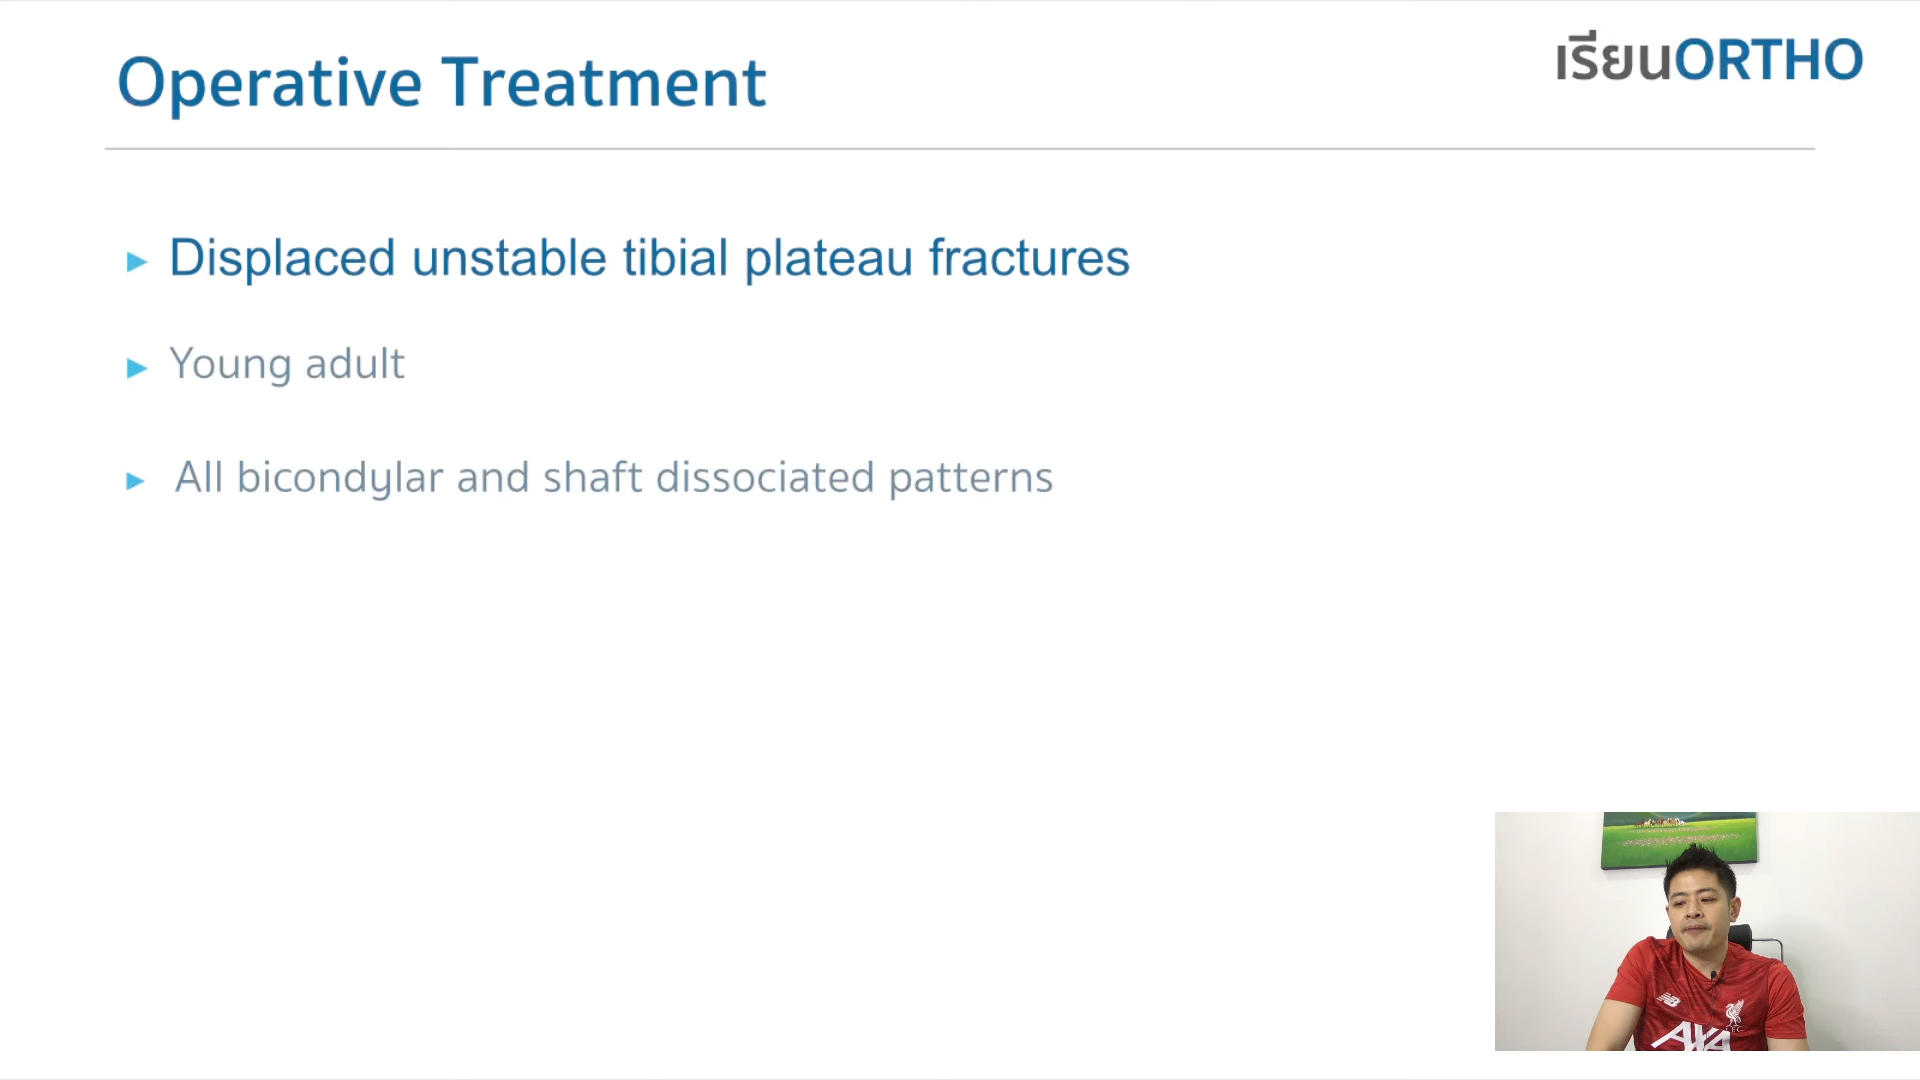 Operative Treatment
เรียนORTHO
Displaced unstable tibial plateau fractures
Young adult
All bicondylar and shaft dissociated patterns
AXA